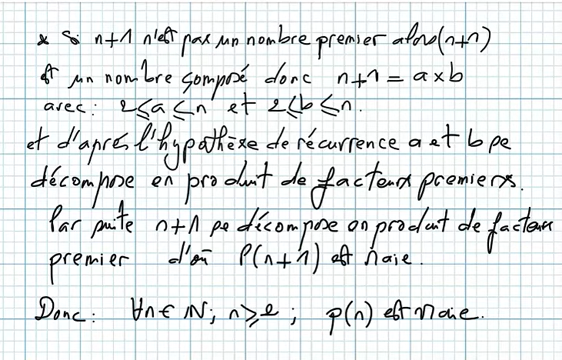 * Si n+1 n'est pas un nombre premier alors (n+1)
est un nombre composé donc n+1 = a×b
avec : 2≤a≤n et 2≤b≤n.
et d'après l'hypothèse de récurrence a et b se
décompose en produit de facteurs premiers.
Par suite n+1 se décompose en produit de facteurs
premier d'où P(n+1) est vraie.
Donc : ∀n∈ℕ; n≥2 ; p(n) est vraie.